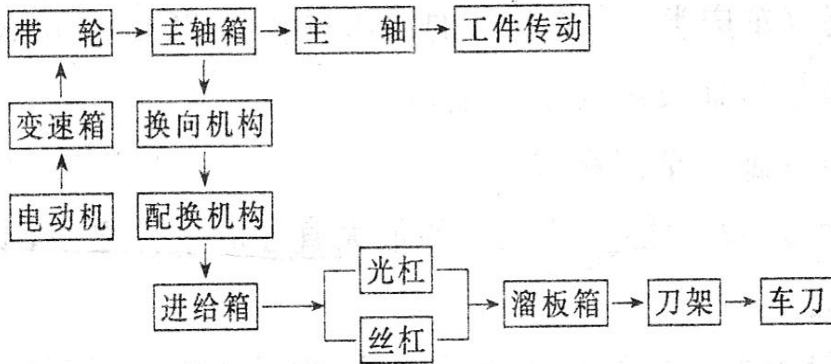 带轮 主轴箱 主轴 工件传动
变速箱 换向机构
电动机 配换机构
光杠
进给箱 溜板箱 刀架 车刀
丝杠